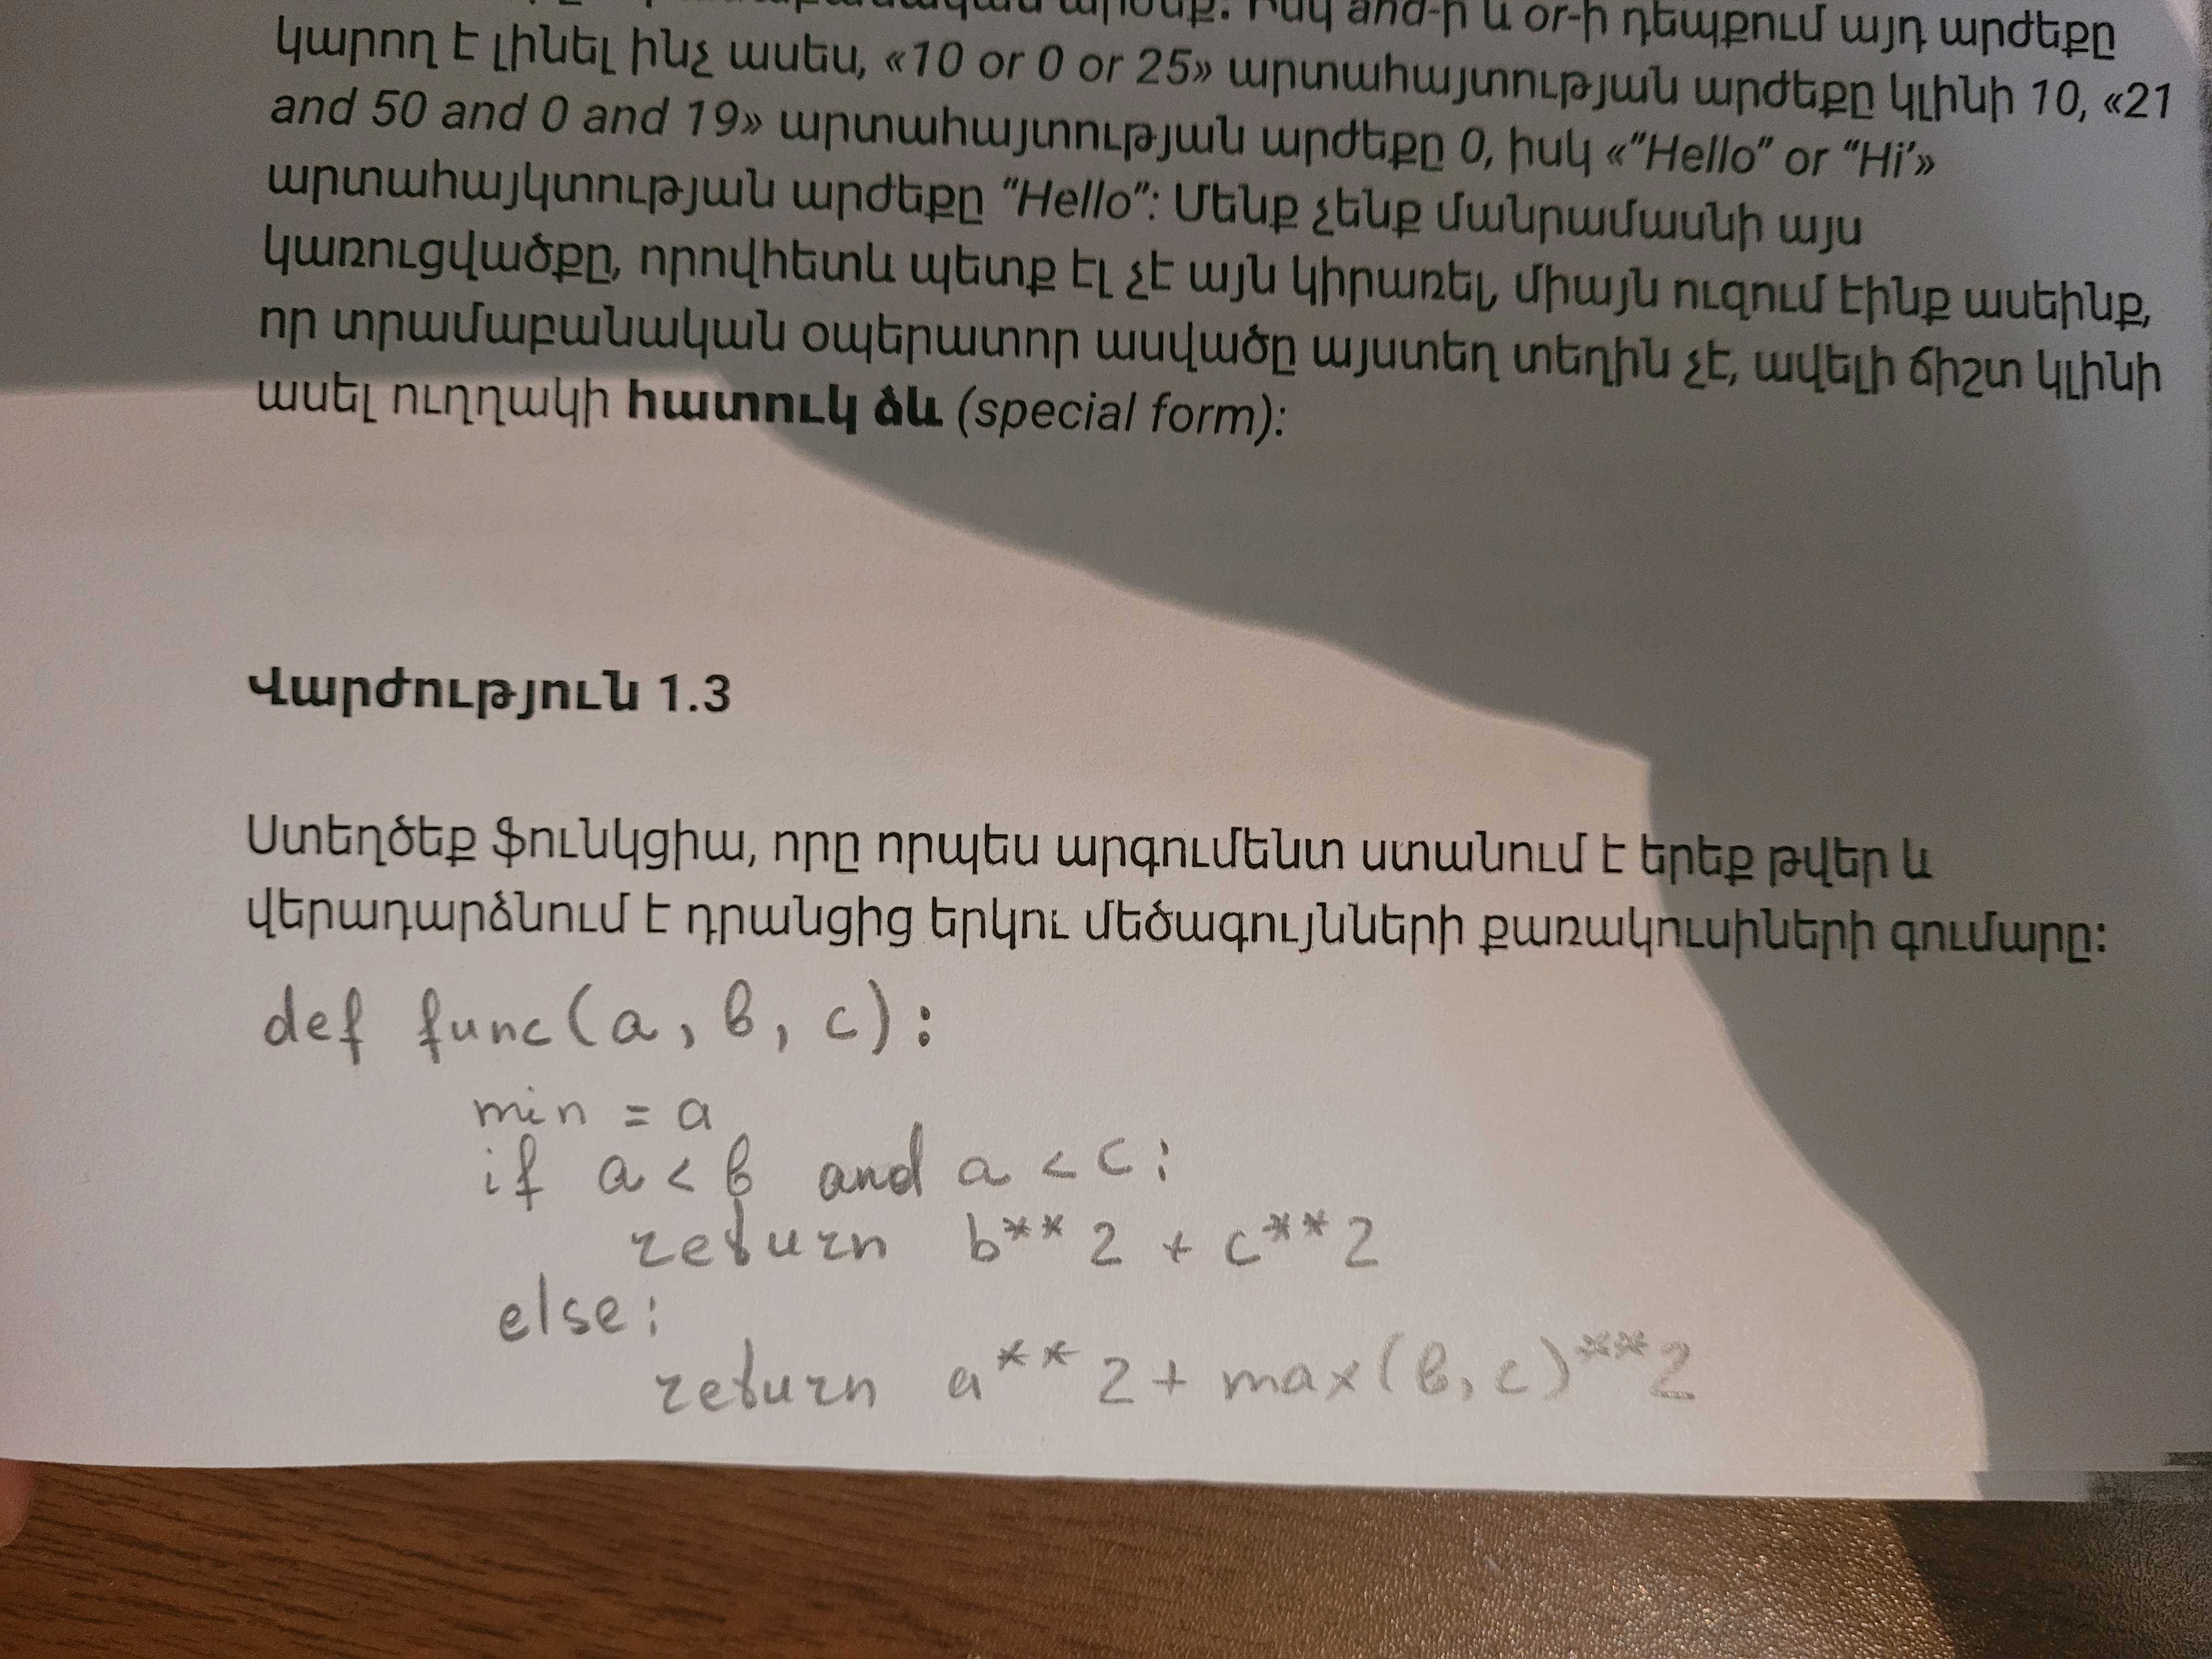 արժեք: Իսկ and-ի և or-ի դեպքում այդ արժեքը
կարող է լինել ինչ ասես, «10 or 0 or 25» արտահայտության արժեքը կլինի 10, «21
and 50 and 0 and 19» արտահայտության արժեքը 0, իսկ «"Hello" or "Hi'»
արտահայկտության արժեքը "Hello": Մենք չենք մանրամասնի այս
կառուցվածքը, որովհետև պետք էլ չէ այն կիրառել, միայն ուզում էինք ասեինք,
որ տրամաբանական օպերատոր ասվածը այստեղ տեղին չէ, ավելի ճիշտ կլինի
ասել ուղղակի հատուկ ձև (special form):
Վարժություն 1.3
Ստեղծեք ֆունկցիա, որը որպես արգումենտ ստանում է երեք թվեր և
վերադարձնում է դրանցից երկու մեծագույնների քառակուսիների գումարը:
def func(a, b, c):
min = a
if a < b and a < c:
return b**2 + c**2
else:
return a**2 + max(b, c)**2